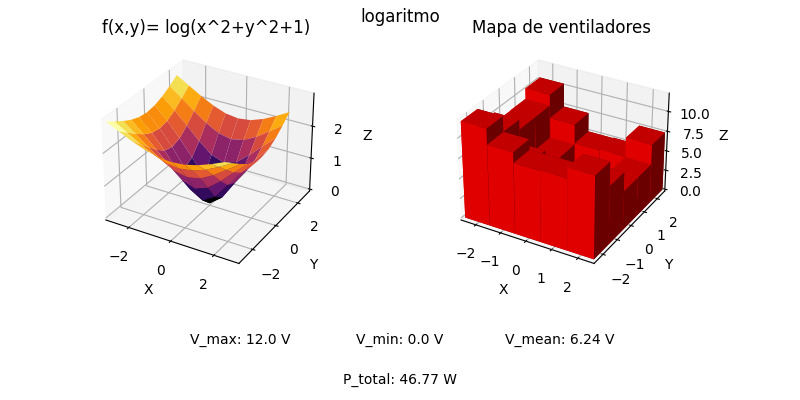 logaritmo
f(x,y)= log(x^2+y^2+1)
Mapa de ventiladores
Z
2
1
0
2
0
−2
Y
−2
0
2
X
Z
10.0
7.5
5.0
2.5
0.0
2
1
0
−1
−2
Y
−2
−1
0
1
2
X
V_max: 12.0 V
V_min: 0.0 V
V_mean: 6.24 V
P_total: 46.77 W